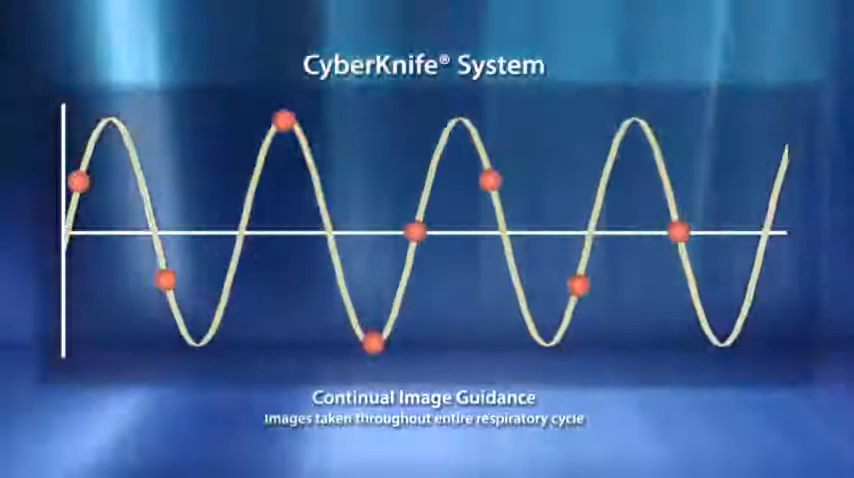 CyberKnife® System
Continual Image Guidance
Images taken throughout entire respiratory cycle